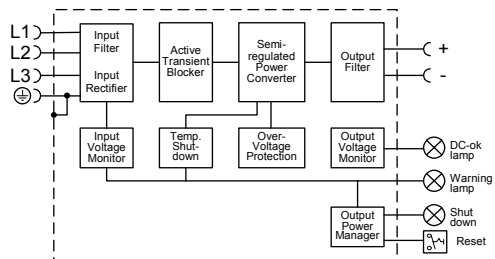 L1
L2
L3
Input
Filter
Input
Rectifier
Active
Transient
Blocker
Semi-
regulated
Power
Converter
Output
Filter
+
-
Input
Voltage
Monitor
Temp.
Shut-
down
Over-
Voltage
Protection
Output
Voltage
Monitor
DC-ok
lamp
Warning
lamp
Output
Power
Manager
Shut
down
Reset